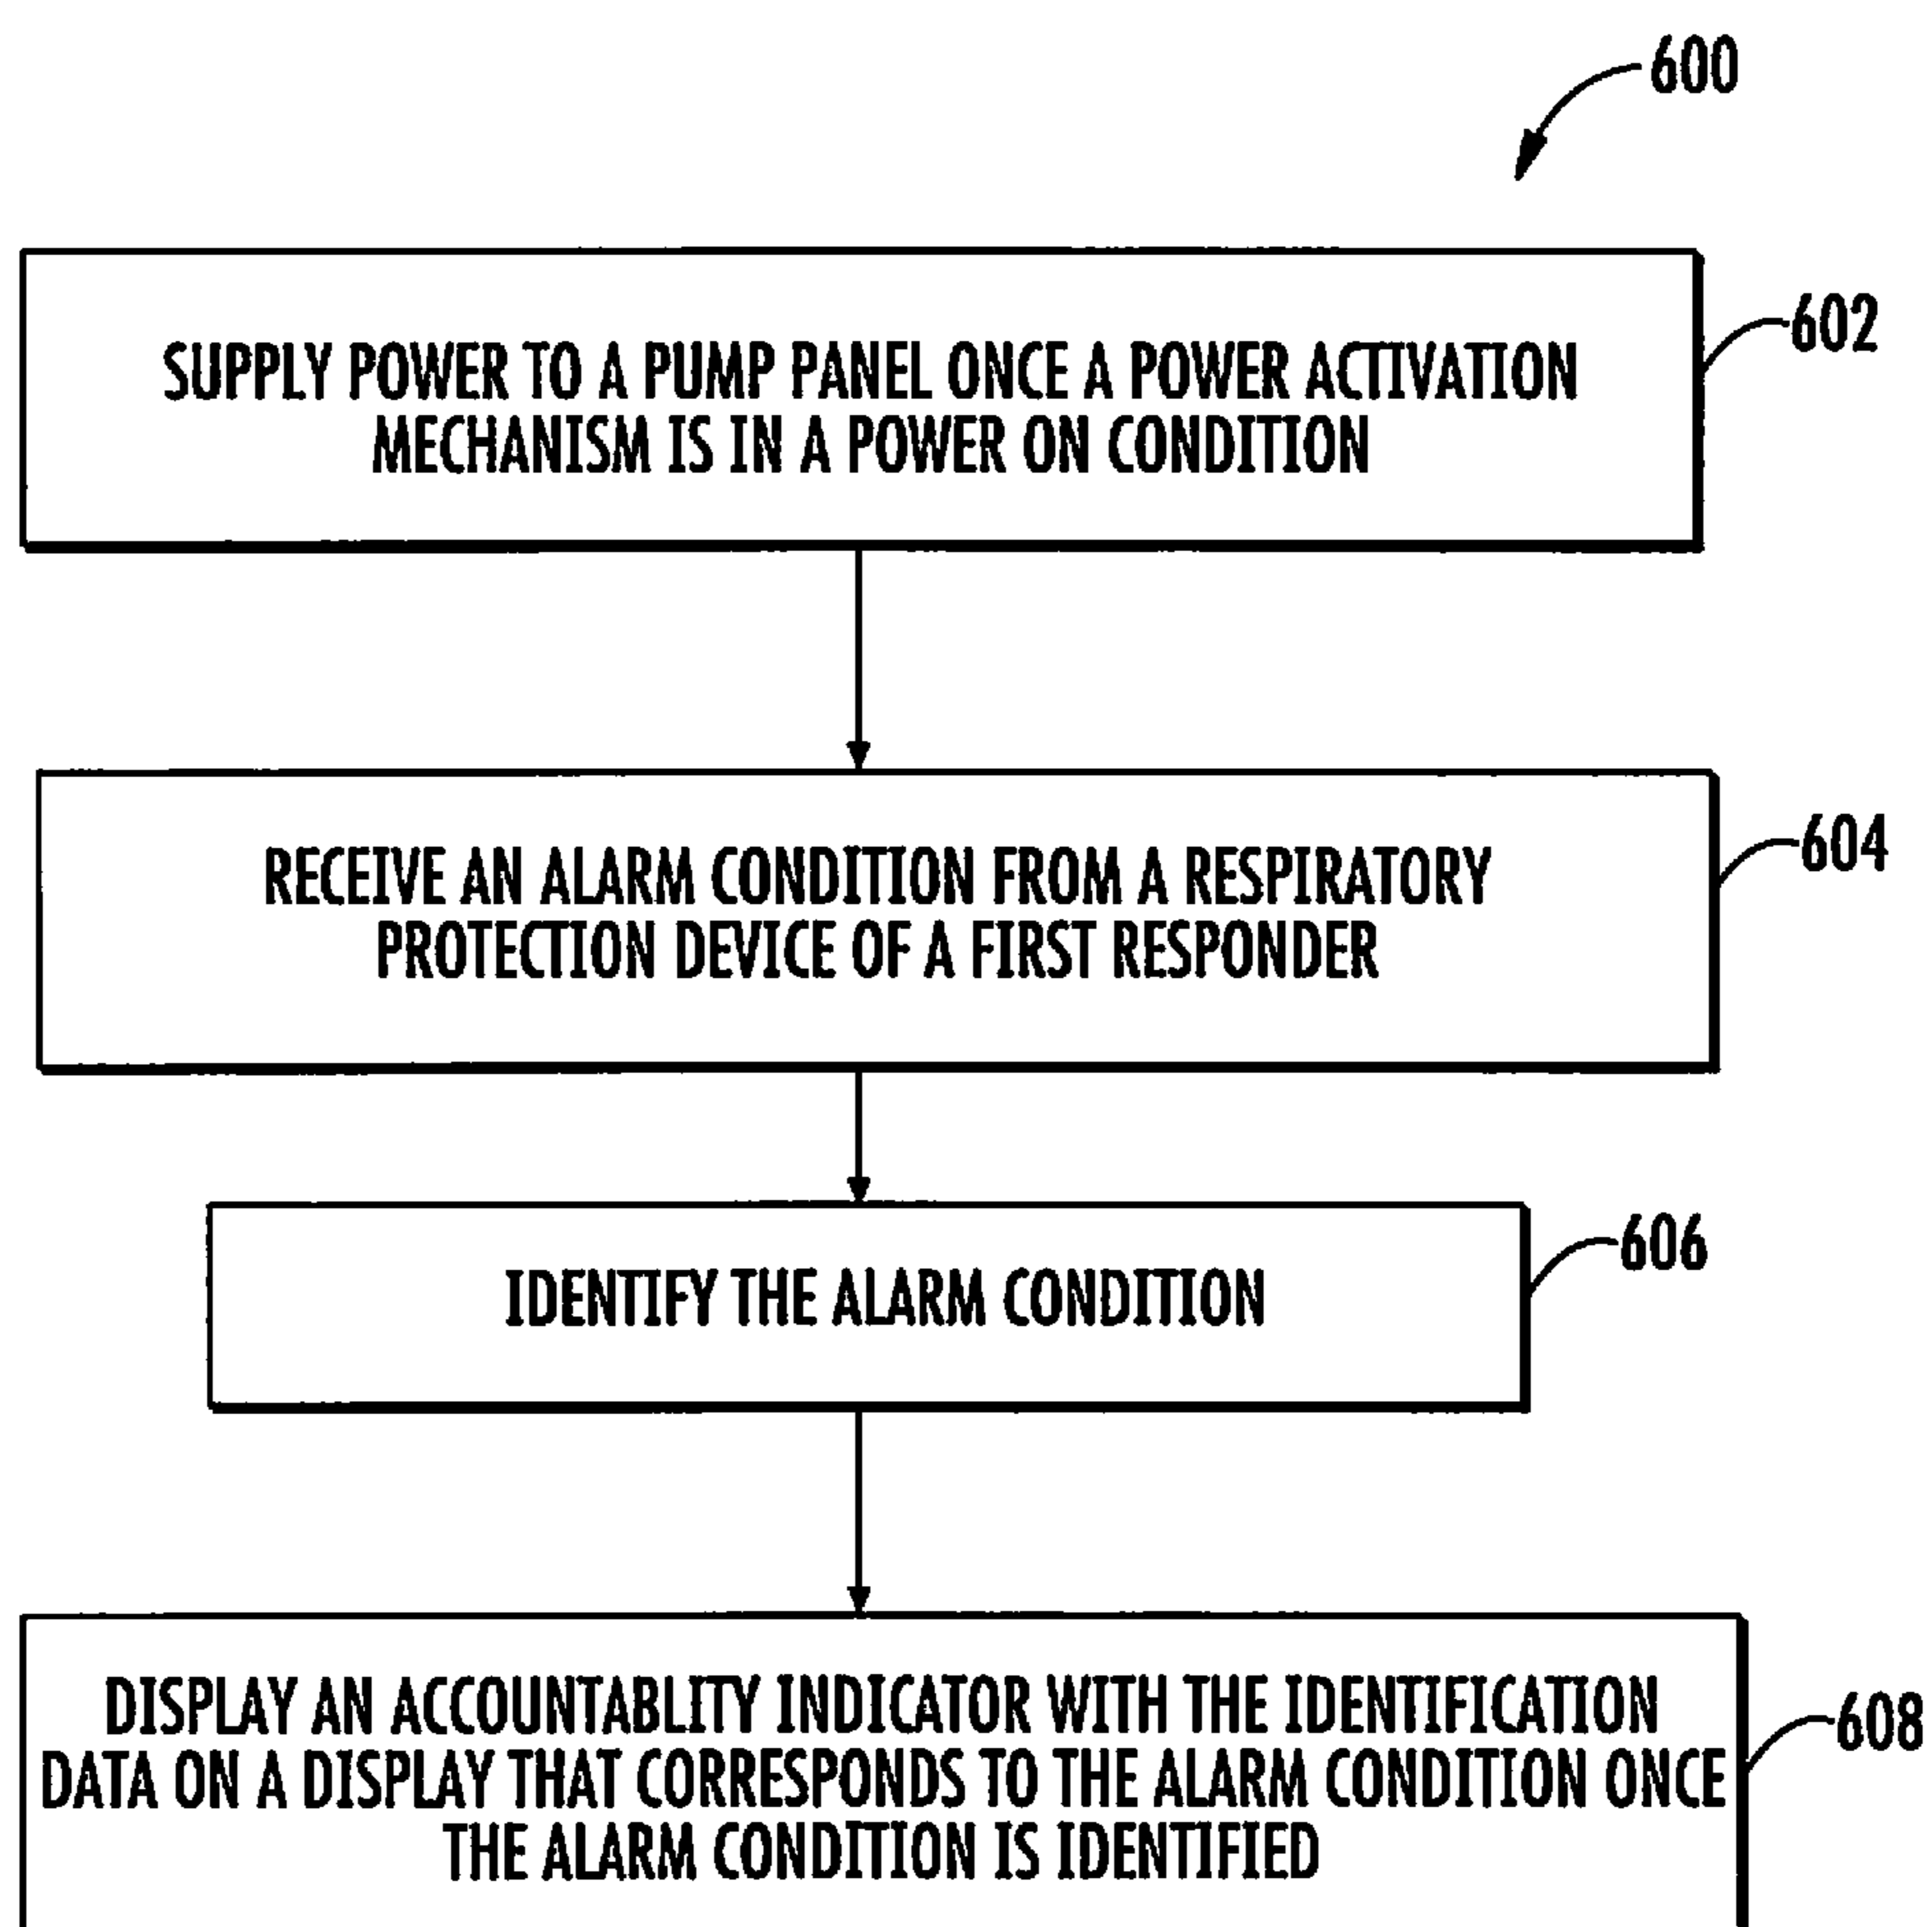 600
SUPPLY POWER TO A PUMP PANEL ONCE A POWER ACTIVATION
MECHANISM IS IN A POWER ON CONDITION
602
RECEIVE AN ALARM CONDITION FROM A RESPIRATORY
PROTECTION DEVICE OF A FIRST RESPONDER
604
IDENTIFY THE ALARM CONDITION
606
DISPLAY AN ACCOUNTABLITY INDICATOR WITH THE IDENTIFICATION
DATA ON A DISPLAY THAT CORRESPONDS TO THE ALARM CONDITION ONCE
THE ALARM CONDITION IS IDENTIFIED
608